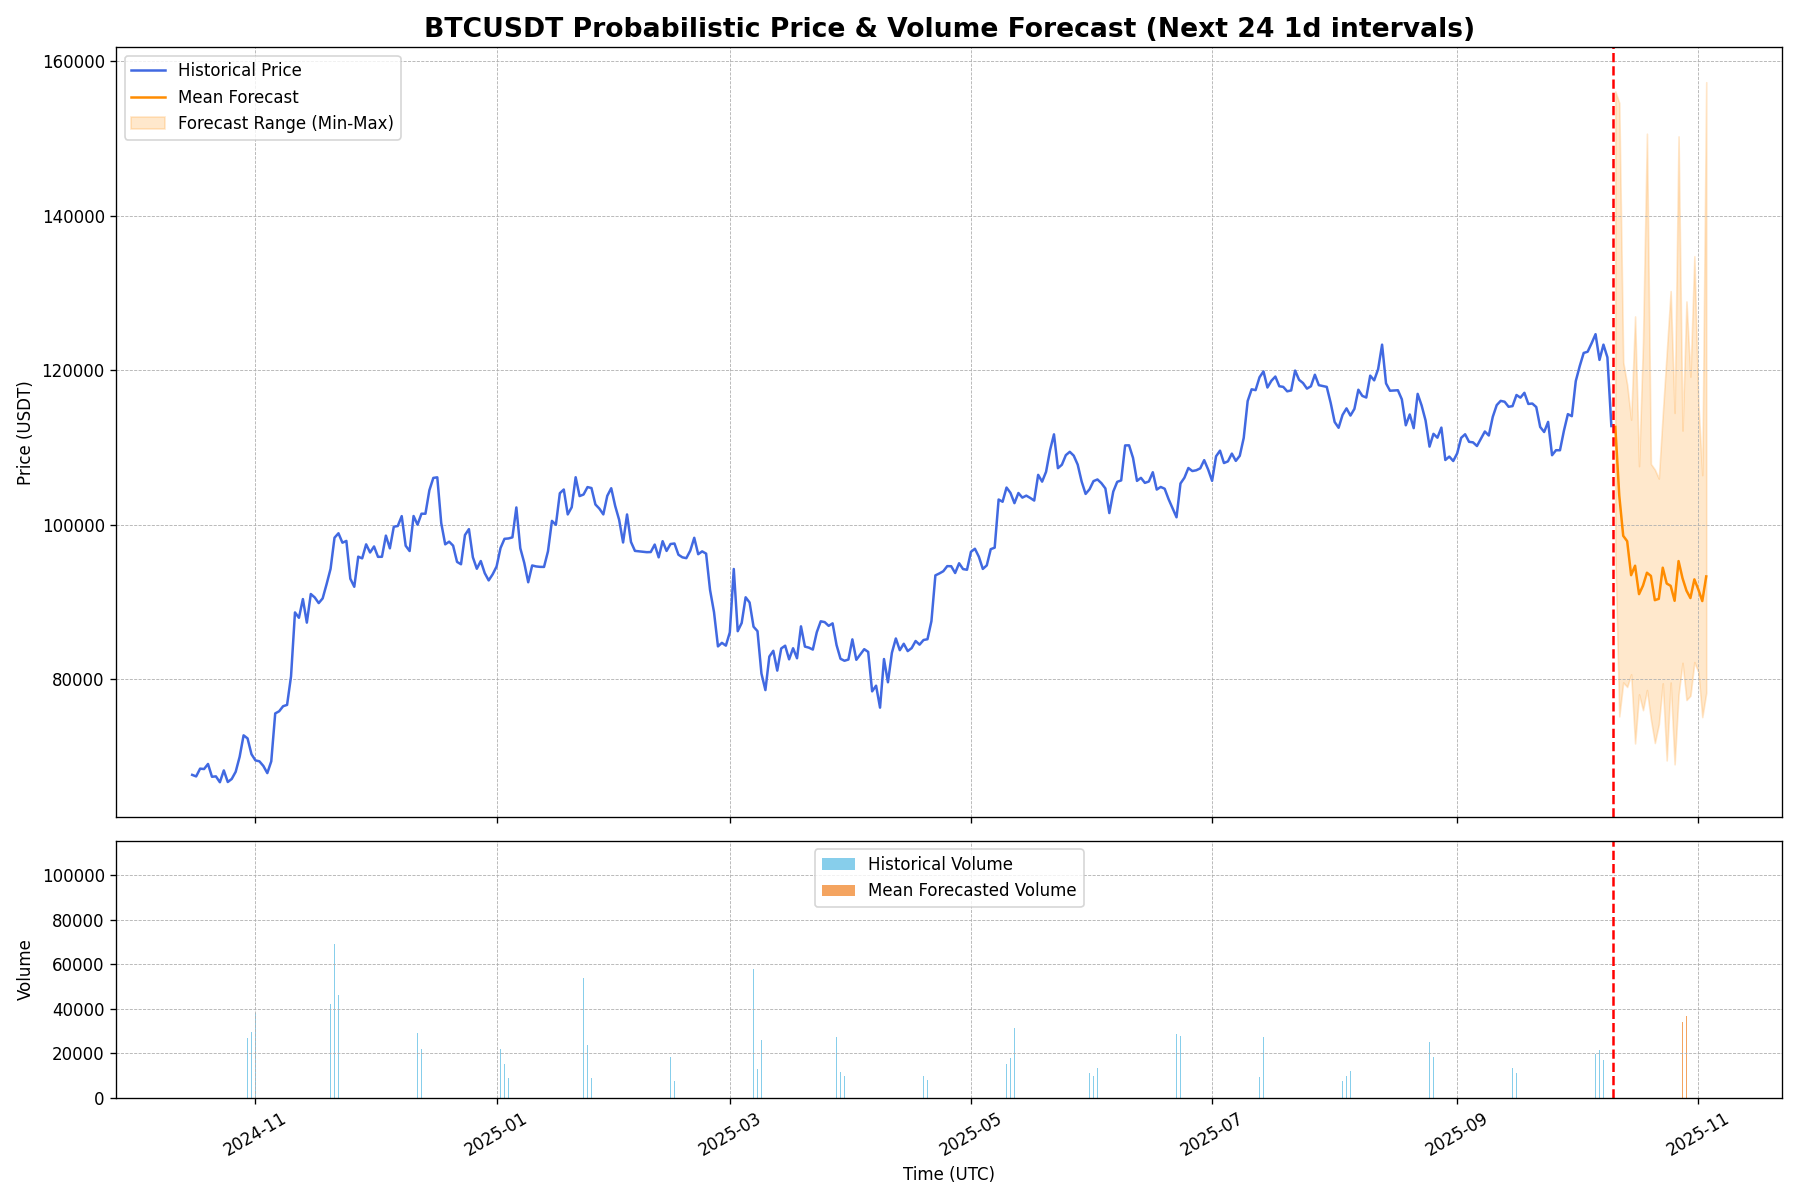 BTCUSDT Probabilistic Price & Volume Forecast (Next 24 1d intervals)
Historical Price
Mean Forecast
Forecast Range (Min-Max)
160000
140000
120000
100000
80000
Price (USDT)
Historical Volume
Mean Forecasted Volume
100000
80000
60000
40000
20000
0
Volume
2024-11
2025-01
2025-03
2025-05
2025-07
2025-09
2025-11
Time (UTC)